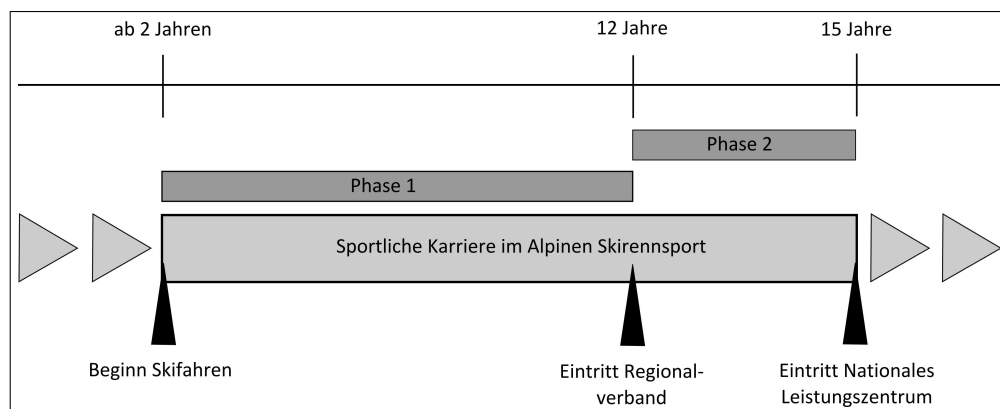 ab 2 Jahren
12 Jahre
15 Jahre
Phase 2
Phase 1
Sportliche Karriere im Alpinen Skirennsport
Beginn Skifahren
Eintritt Regional-
verband
Eintritt Nationales
Leistungszentrum